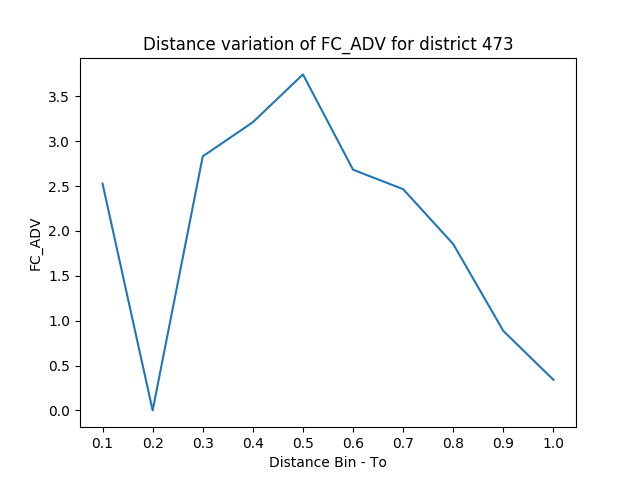 Distance variation of FC_ADV for district 473
3.5
3.0
2.5
2.0
1.5
1.0
0.5
0.0
FC_ADV
0.1 0.2 0.3 0.4 0.5 0.6 0.7 0.8 0.9 1.0
Distance Bin - To